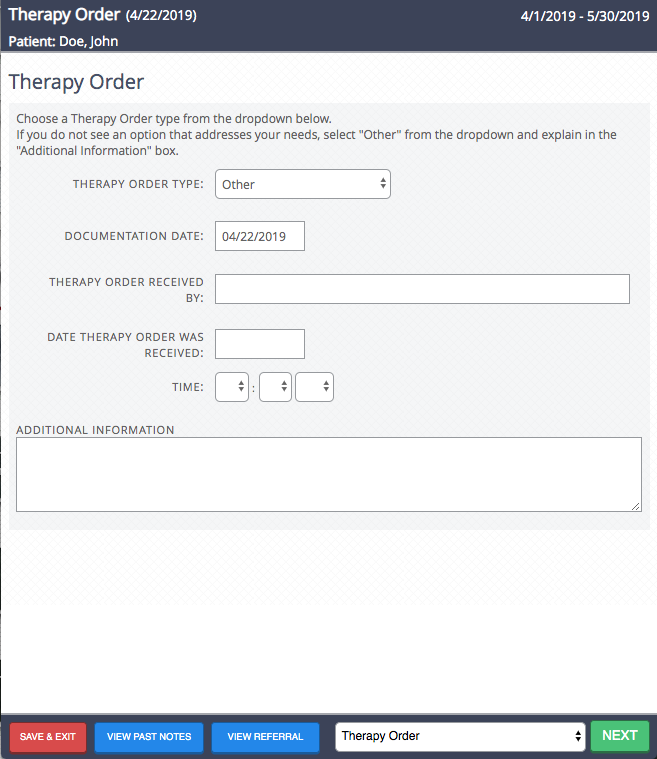 Therapy Order (4/22/2019) 4/1/2019 - 5/30/2019
Patient: Doe, John
Therapy Order
Choose a Therapy Order type from the dropdown below.
If you do not see an option that addresses your needs, select "Other" from the dropdown and explain in the
"Additional Information" box.
THERAPY ORDER TYPE: Other
DOCUMENTATION DATE: 04/22/2019
THERAPY ORDER RECEIVED
BY:
DATE THERAPY ORDER WAS
RECEIVED:
TIME: :
ADDITIONAL INFORMATION
SAVE & EXIT VIEW PAST NOTES VIEW REFERRAL Therapy Order NEXT